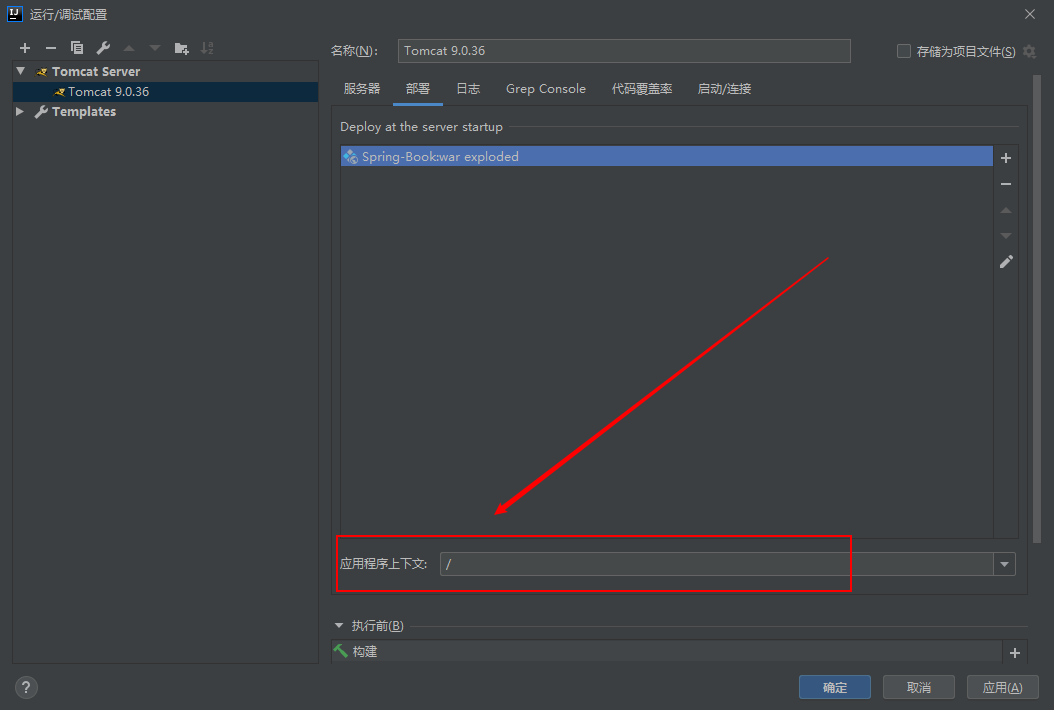 运行/调试配置
Tomcat Server
Tomcat 9.0.36
Templates
名称(N):
Tomcat 9.0.36
存储为项目文件(S)
服务器
部署
日志
Grep Console
代码覆盖率
启动/连接
Deploy at the server startup
Spring-Book:war exploded
应用程序上下文:
/
执行前(B)
构建
?
确定
取消
应用(A)